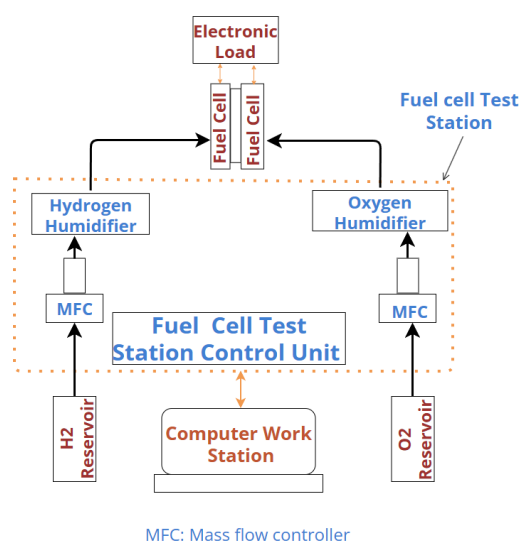 Electronic
Load
Fuel Cell
Fuel Cell
Fuel cell Test
Station
Hydrogen
Humidifier
Oxygen
Humidifier
MFC
MFC
Fuel Cell Test
Station Control Unit
H2
Reservoir
O2
Reservoir
Computer Work
Station
MFC: Mass flow controller